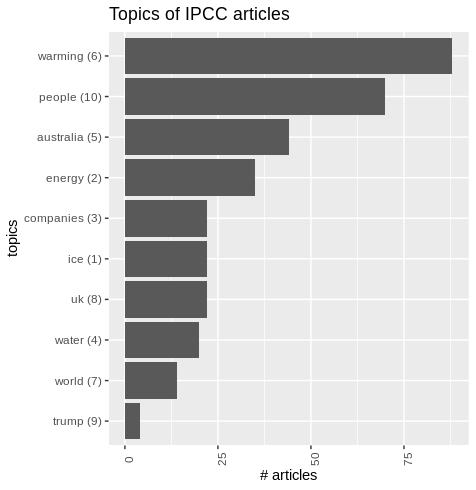 Topics of IPCC articles
warming (6)
people (10)
australia (5)
energy (2)
companies (3)
ice (1)
uk (8)
water (4)
world (7)
trump (9)
topics
0
25
50
75
# articles